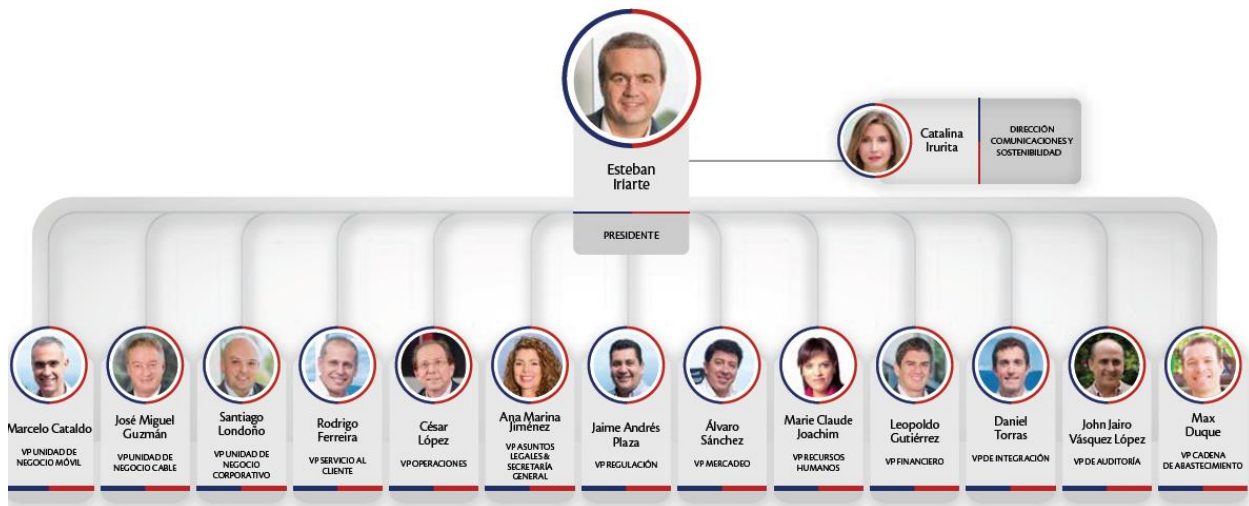 Esteban
Iriarte
PRESIDENTE
Catalina
Irurita
DIRECCIÓN
COMUNICACIONES Y
SOSTENIBILIDAD
Marcelo Cataldo
VP UNIDAD DE
NEGOCIO MÓVIL
José Miguel
Guzmán
VP UNIDAD DE
NEGOCIO CABLE
Santiago
Londoño
VP UNIDAD DE
NEGOCIO
CORPORATIVO
Rodrigo
Ferreira
VP SERVICIO AL
CLIENTE
César
López
VP OPERACIONES
Ana Marina
Jiménez
VP ASUNTOS
LEGALES &
SECRETARÍA
GENERAL
Jaime Andrés
Plaza
VP REGULACIÓN
Álvaro
Sánchez
VP MERCADEO
Marie Claude
Joachim
VP RECURSOS
HUMANOS
Leopoldo
Gutiérrez
VP FINANCIERO
Daniel
Torras
VP DE INTEGRACIÓN
John Jairo
Vásquez López
VP DE AUDITORÍA
Max
Duque
VP CADENA
DE ABASTECIMIENTO